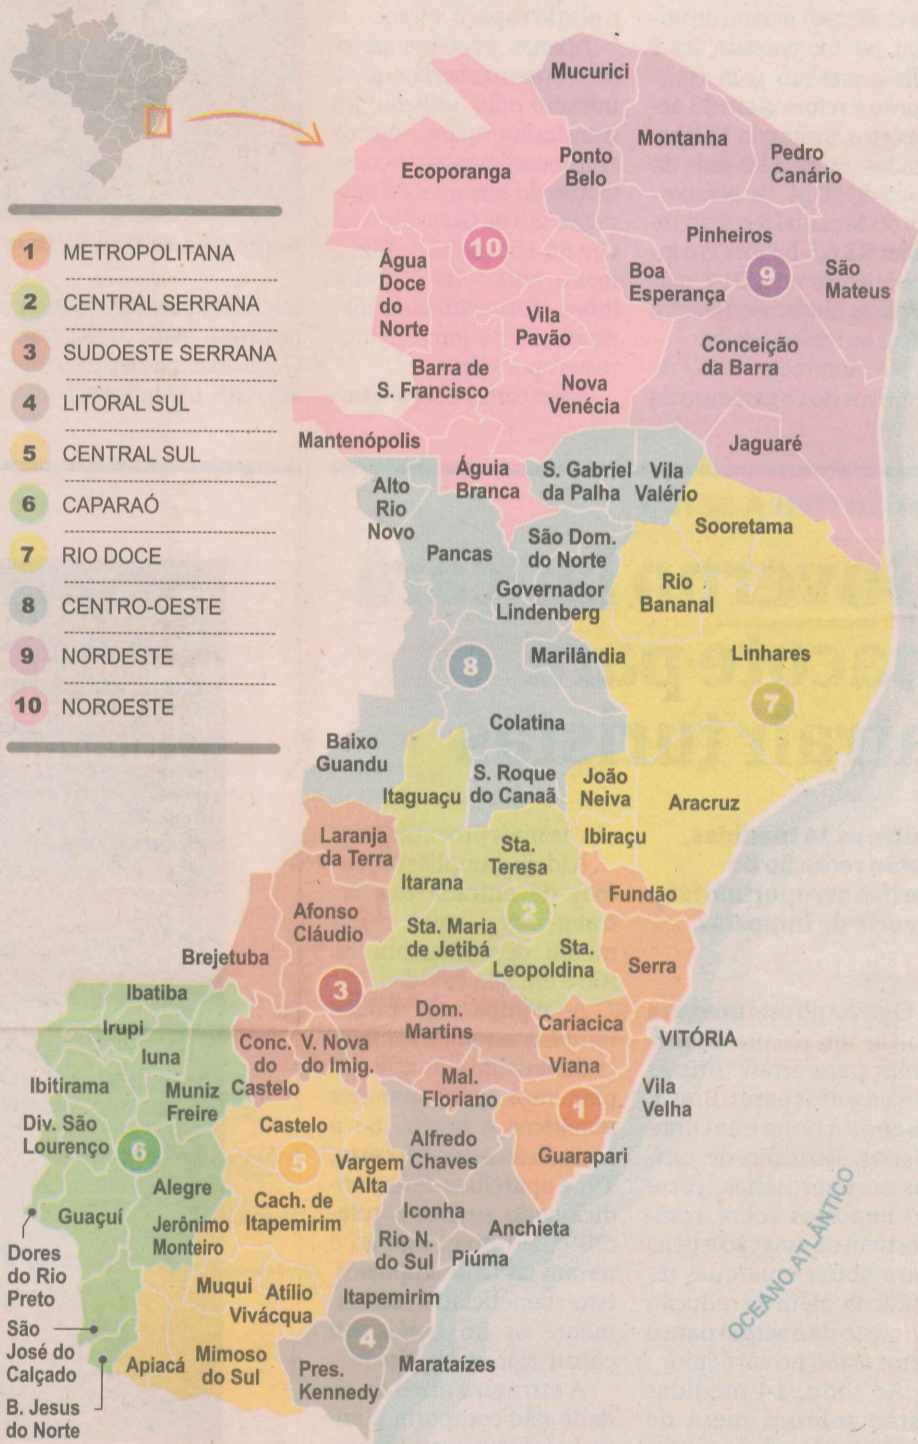 1 METROPOLITANA
2 CENTRAL SERRANA
3 SUDOESTE SERRANA
4 LITORAL SUL
5 CENTRAL SUL
6 CAPARAÓ
7 RIO DOCE
8 CENTRO-OESTE
9 NORDESTE
10 NOROESTE
Mucurici
Montanha
Ponto
Belo
Pedro
Canário
Ecoporanga
10
Pinheiros
9
Boa
Esperança
São
Mateus
Água
Doce
do
Norte
Vila
Pavão
Conceição
da Barra
Barra de
S. Francisco
Nova
Venécia
Mantenópolis
Jaguaré
Águia
Branca
S. Gabriel
da Palha
Vila
Valério
Alto
Rio
Novo
Pancas
São Dom.
do Norte
Sooretama
Governador
Lindenberg
Rio
Bananal
8
Marilândia
Linhares
7
Colatina
Baixo
Guandu
Itaguaçu
S. Roque
do Canaã
João
Neiva
Aracruz
Ibiraçu
Laranja
da Terra
Sta.
Teresa
Itarana
Fundão
2
Afonso
Cláudio
Sta. Maria
de Jetibá
Sta.
Leopoldina
Serra
Brejetuba
3
Ibatiba
Dom.
Martins
Cariacica
VITÓRIA
Irupi
Iuna
Conc.
do
Castelo
V. Nova
do Imig.
Viana
Ibitirama
Muniz
Freire
Mal.
Floriano
Vila
Velha
1
Div. São
Lourenço
6
Castelo
5
Alfredo
Chaves
Guarapari
Vargem
Alta
Alegre
Cach. de
Itapemirim
Iconha
Guaçuí
Jerônimo
Monteiro
Rio N.
do Sul
Anchieta
Piúma
Dores
do Rio
Preto
Muqui
Atílio
Vivácqua
Itapemirim
OCEANO ATLÂNTICO
São
José do
Calçado
4
Apiacá
Mimoso
do Sul
Pres.
Kennedy
Marataízes
B. Jesus
do Norte